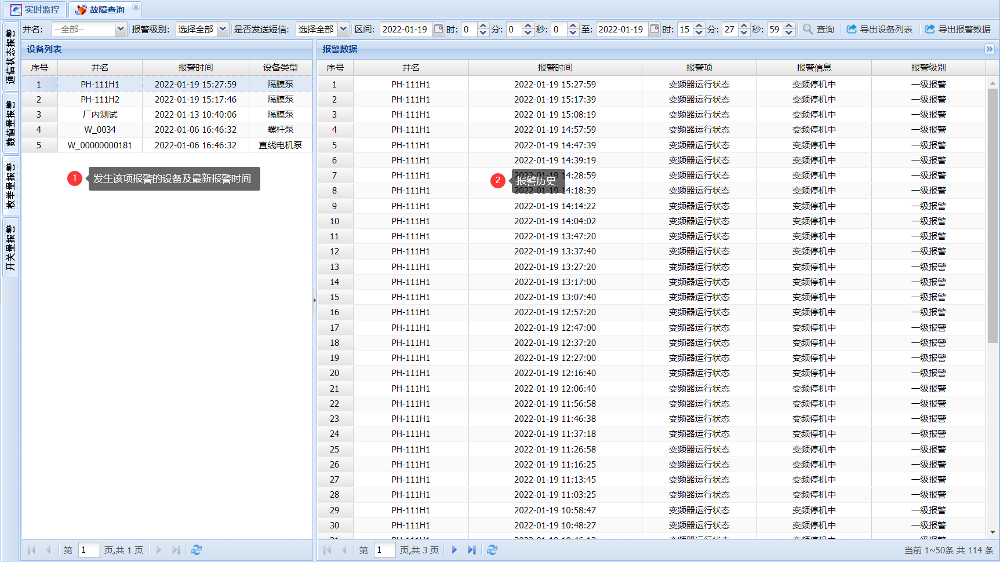 实时监控 故障查询
井名: --全部-- 报警级别: 选择全部 是否发送短信: 选择全部 区间: 2022-01-19 时: 0 分: 0 秒: 0 至: 2022-01-19 时: 15 分: 27 秒: 59 查询 导出设备列表 导出报警数据
通信状态报警
数值量报警
枚举量报警
开关量报警
设备列表
序号 井名 报警时间 设备类型
1 PH-111H1 2022-01-19 15:27:59 隔膜泵
2 PH-111H2 2022-01-19 15:17:46 隔膜泵
3 厂内测试 2022-01-13 10:40:06 隔膜泵
4 W_0034 2022-01-06 16:46:32 螺杆泵
5 W_00000000181 2022-01-06 16:46:32 直线电机泵
1 发生该项报警的设备及最新报警时间
第 1 页,共 1 页
报警数据
序号 井名 报警时间 报警项 报警信息 报警级别
1 PH-111H1 2022-01-19 15:27:59 变频器运行状态 变频停机中 一级报警
2 PH-111H1 2022-01-19 15:17:39 变频器运行状态 变频停机中 一级报警
3 PH-111H1 2022-01-19 15:08:19 变频器运行状态 变频停机中 一级报警
4 PH-111H1 2022-01-19 14:57:59 变频器运行状态 变频停机中 一级报警
5 PH-111H1 2022-01-19 14:47:39 变频器运行状态 变频停机中 一级报警
6 PH-111H1 2022-01-19 14:39:19 变频器运行状态 变频停机中 一级报警
7 PH-111H1 2022-01-19 14:28:59 变频器运行状态 变频停机中 一级报警
2 报警历史
8 PH-111H1 2022-01-19 14:18:39 变频器运行状态 变频停机中 一级报警
9 PH-111H1 2022-01-19 14:14:22 变频器运行状态 变频停机中 一级报警
10 PH-111H1 2022-01-19 14:04:02 变频器运行状态 变频停机中 一级报警
11 PH-111H1 2022-01-19 13:47:20 变频器运行状态 变频停机中 一级报警
12 PH-111H1 2022-01-19 13:37:40 变频器运行状态 变频停机中 一级报警
13 PH-111H1 2022-01-19 13:27:20 变频器运行状态 变频停机中 一级报警
14 PH-111H1 2022-01-19 13:17:00 变频器运行状态 变频停机中 一级报警
15 PH-111H1 2022-01-19 13:07:40 变频器运行状态 变频停机中 一级报警
16 PH-111H1 2022-01-19 12:57:20 变频器运行状态 变频停机中 一级报警
17 PH-111H1 2022-01-19 12:47:00 变频器运行状态 变频停机中 一级报警
18 PH-111H1 2022-01-19 12:37:20 变频器运行状态 变频停机中 一级报警
19 PH-111H1 2022-01-19 12:27:00 变频器运行状态 变频停机中 一级报警
20 PH-111H1 2022-01-19 12:16:40 变频器运行状态 变频停机中 一级报警
21 PH-111H1 2022-01-19 12:06:40 变频器运行状态 变频停机中 一级报警
22 PH-111H1 2022-01-19 11:56:58 变频器运行状态 变频停机中 一级报警
23 PH-111H1 2022-01-19 11:46:38 变频器运行状态 变频停机中 一级报警
24 PH-111H1 2022-01-19 11:37:18 变频器运行状态 变频停机中 一级报警
25 PH-111H1 2022-01-19 11:26:58 变频器运行状态 变频停机中 一级报警
26 PH-111H1 2022-01-19 11:16:25 变频器运行状态 变频停机中 一级报警
27 PH-111H1 2022-01-19 11:13:45 变频器运行状态 变频停机中 一级报警
28 PH-111H1 2022-01-19 11:03:25 变频器运行状态 变频停机中 一级报警
29 PH-111H1 2022-01-19 10:58:47 变频器运行状态 变频停机中 一级报警
30 PH-111H1 2022-01-19 10:48:27 变频器运行状态 变频停机中 一级报警
第 1 页,共 3 页 当前 1~50条 共 114 条